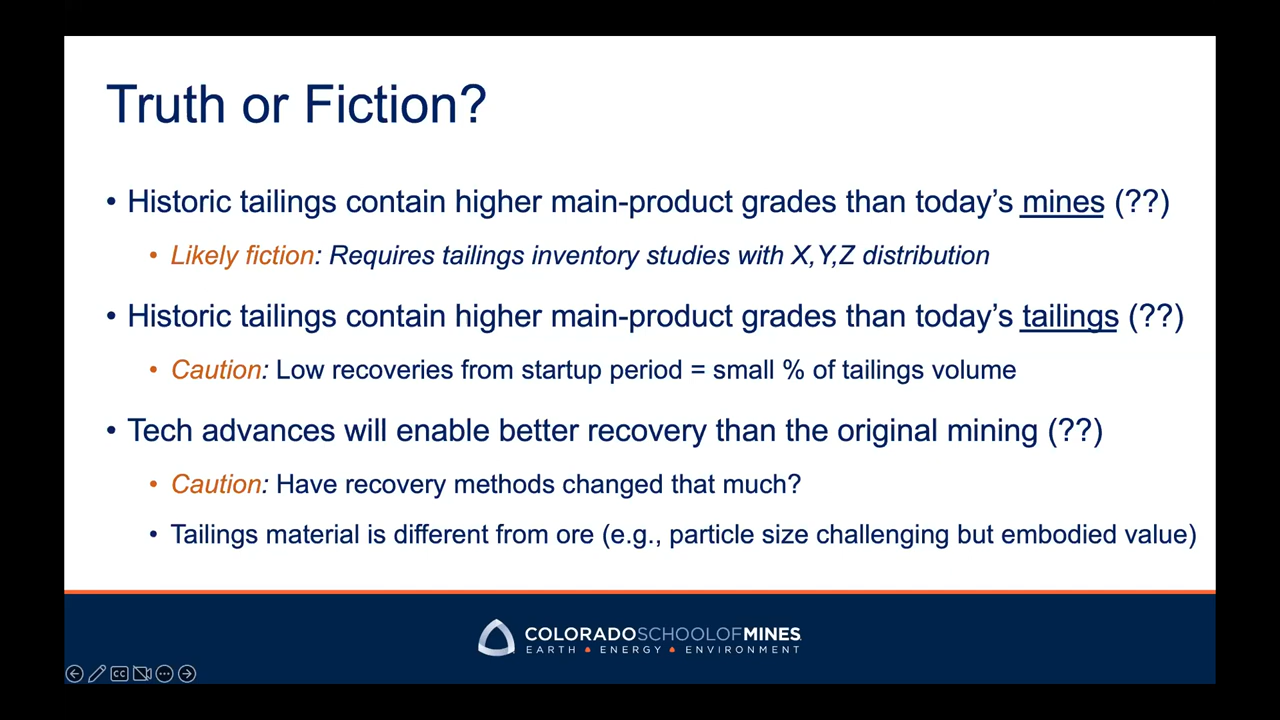 Truth or Fiction?
• Historic tailings contain higher main-product grades than today’s mines (??)
• Likely fiction: Requires tailings inventory studies with X,Y,Z distribution
• Historic tailings contain higher main-product grades than today’s tailings (??)
• Caution: Low recoveries from startup period = small % of tailings volume
• Tech advances will enable better recovery than the original mining (??)
• Caution: Have recovery methods changed that much?
• Tailings material is different from ore (e.g., particle size challenging but embodied value)
COLORADOSCHOOLOFMINES
EARTH • ENERGY • ENVIRONMENT
CC